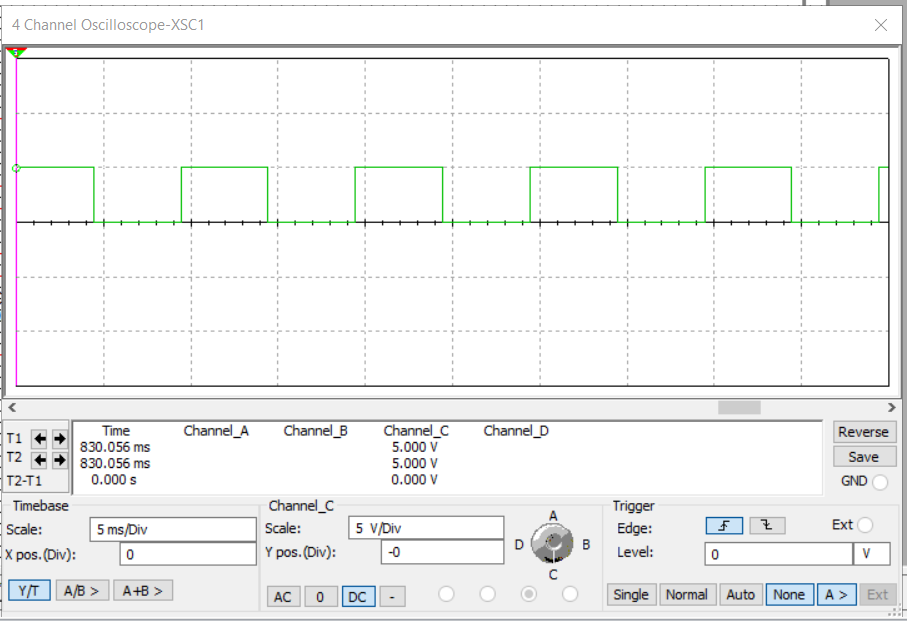 4 Channel Oscilloscope-XSC1
Time Channel_A Channel_B Channel_C Channel_D
T1 830.056 ms 5.000 V
T2 830.056 ms 5.000 V
T2-T1 0.000 s 0.000 V
Reverse
Save
GND
Timebase
Scale: 5 ms/Div
X pos.(Div): 0
Y/T A/B > A+B >
Channel_C
Scale: 5 V/Div
Y pos.(Div): -0
AC 0 DC -
A
D B
C
Trigger
Edge: Ext
Level: 0 V
Single Normal Auto None A > Ext